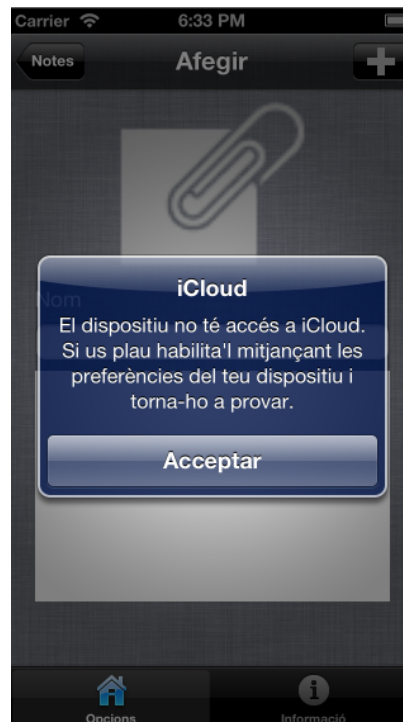 Carrier 6:33 PM
Notes Afegir
Nom
iCloud
El dispositiu no té accés a iCloud.
Si us plau habilita'l mitjançant les
preferències del teu dispositiu i
torna-ho a provar.
Acceptar
Opcions Informació